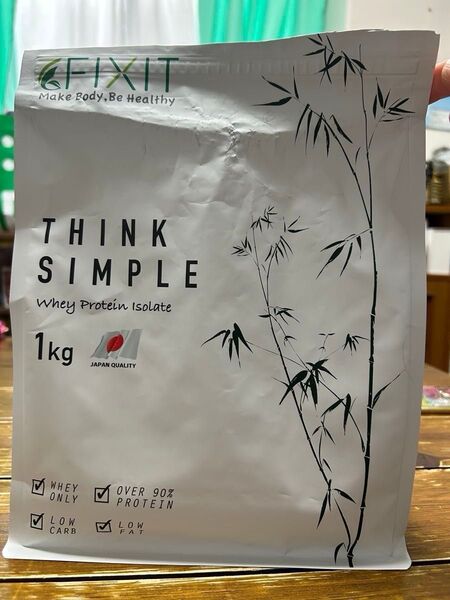 FIXIT
Make Body,Be Healthy
THINK
SIMPLE
Whey Protein Isolate
1kg
JAPAN QUALITY
WHEY
ONLY
OVER 90%
PROTEIN
LOW
CARB
LOW
FAT